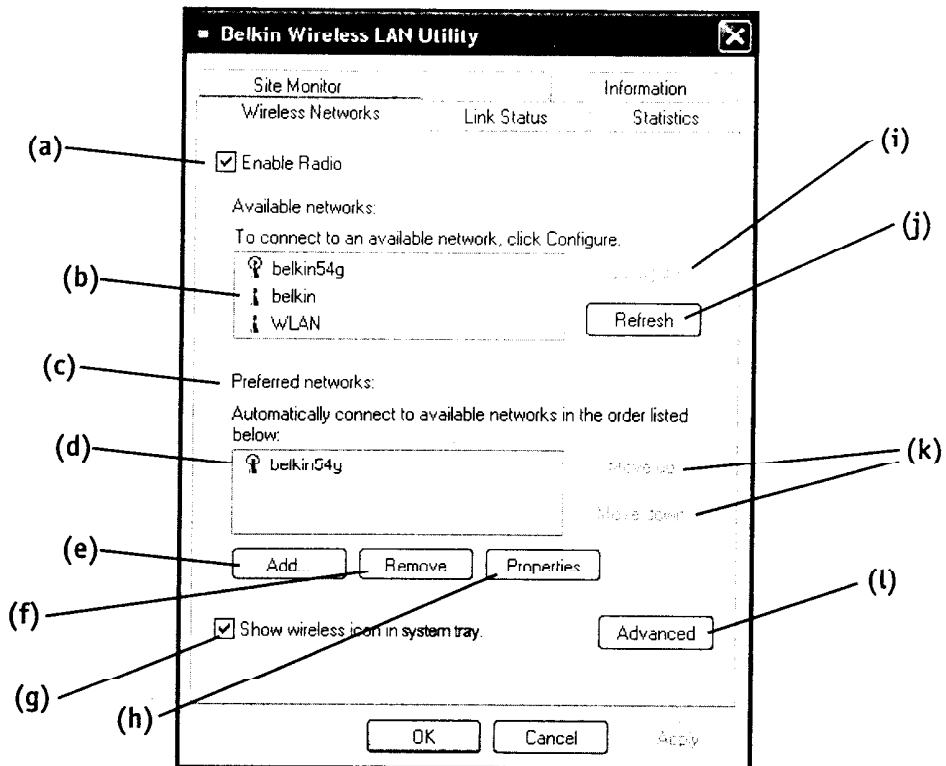 Belkin Wireless LAN Utility
Site Monitor
Information
Wireless Networks
Link Status
Statistics
(a)
Enable Radio
(i)
Available networks:
To connect to an available network, click Configure.
(j)
belkin54g
(b)
belkin
WLAN
Refresh
(c)
Preferred networks:
Automatically connect to available networks in the order listed
below:
(d)
belkin54g
Move up
(k)
Move down
(e)
Add...
Remove
Properties
(f)
(l)
Show wireless icon in system tray.
Advanced
(g)
(h)
OK
Cancel
Apply